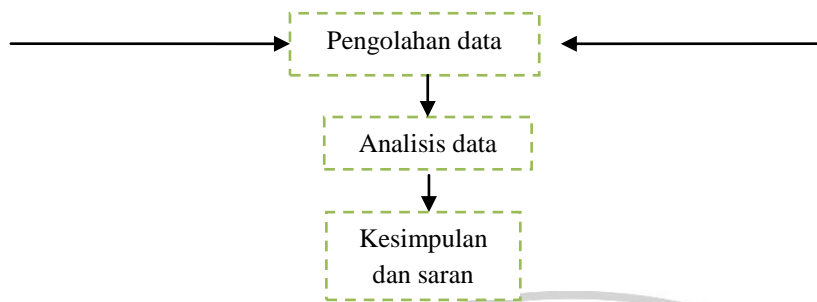 Pengolahan data
Analisis data
Kesimpulan
dan saran